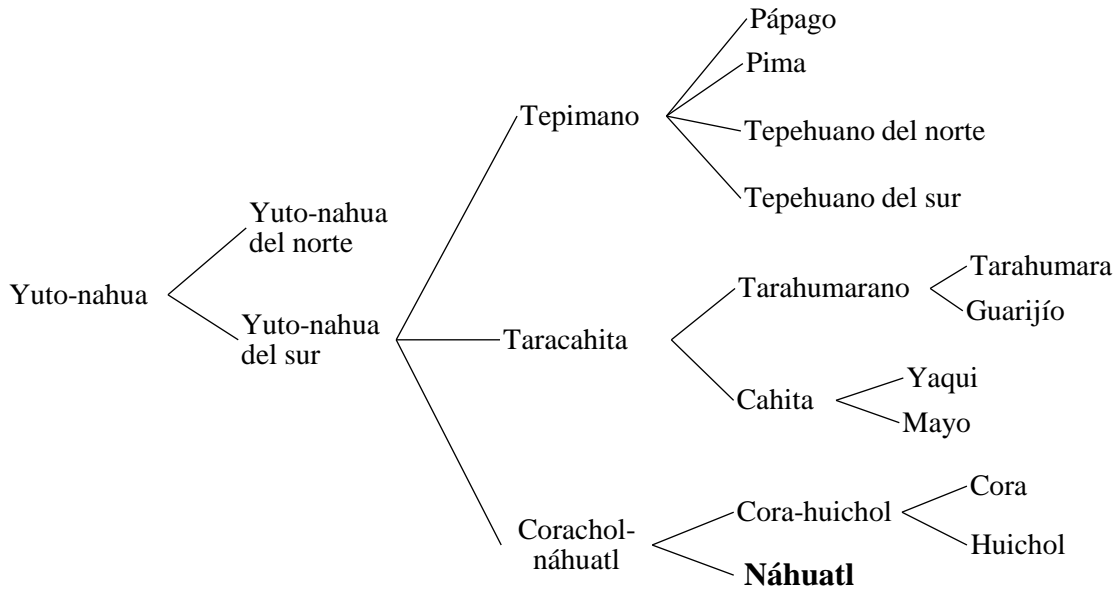 Pápago
Pima
Tepimano
Tepehuano del norte
Tepehuano del sur
Yuto-nahua
del norte
Yuto-nahua
Yuto-nahua
del sur
Tarahumara
Tarahumarano
Guarijío
Taracahita
Yaqui
Cahita
Mayo
Cora
Cora-huichol
Corachol-
náhuatl
Huichol
Náhuatl